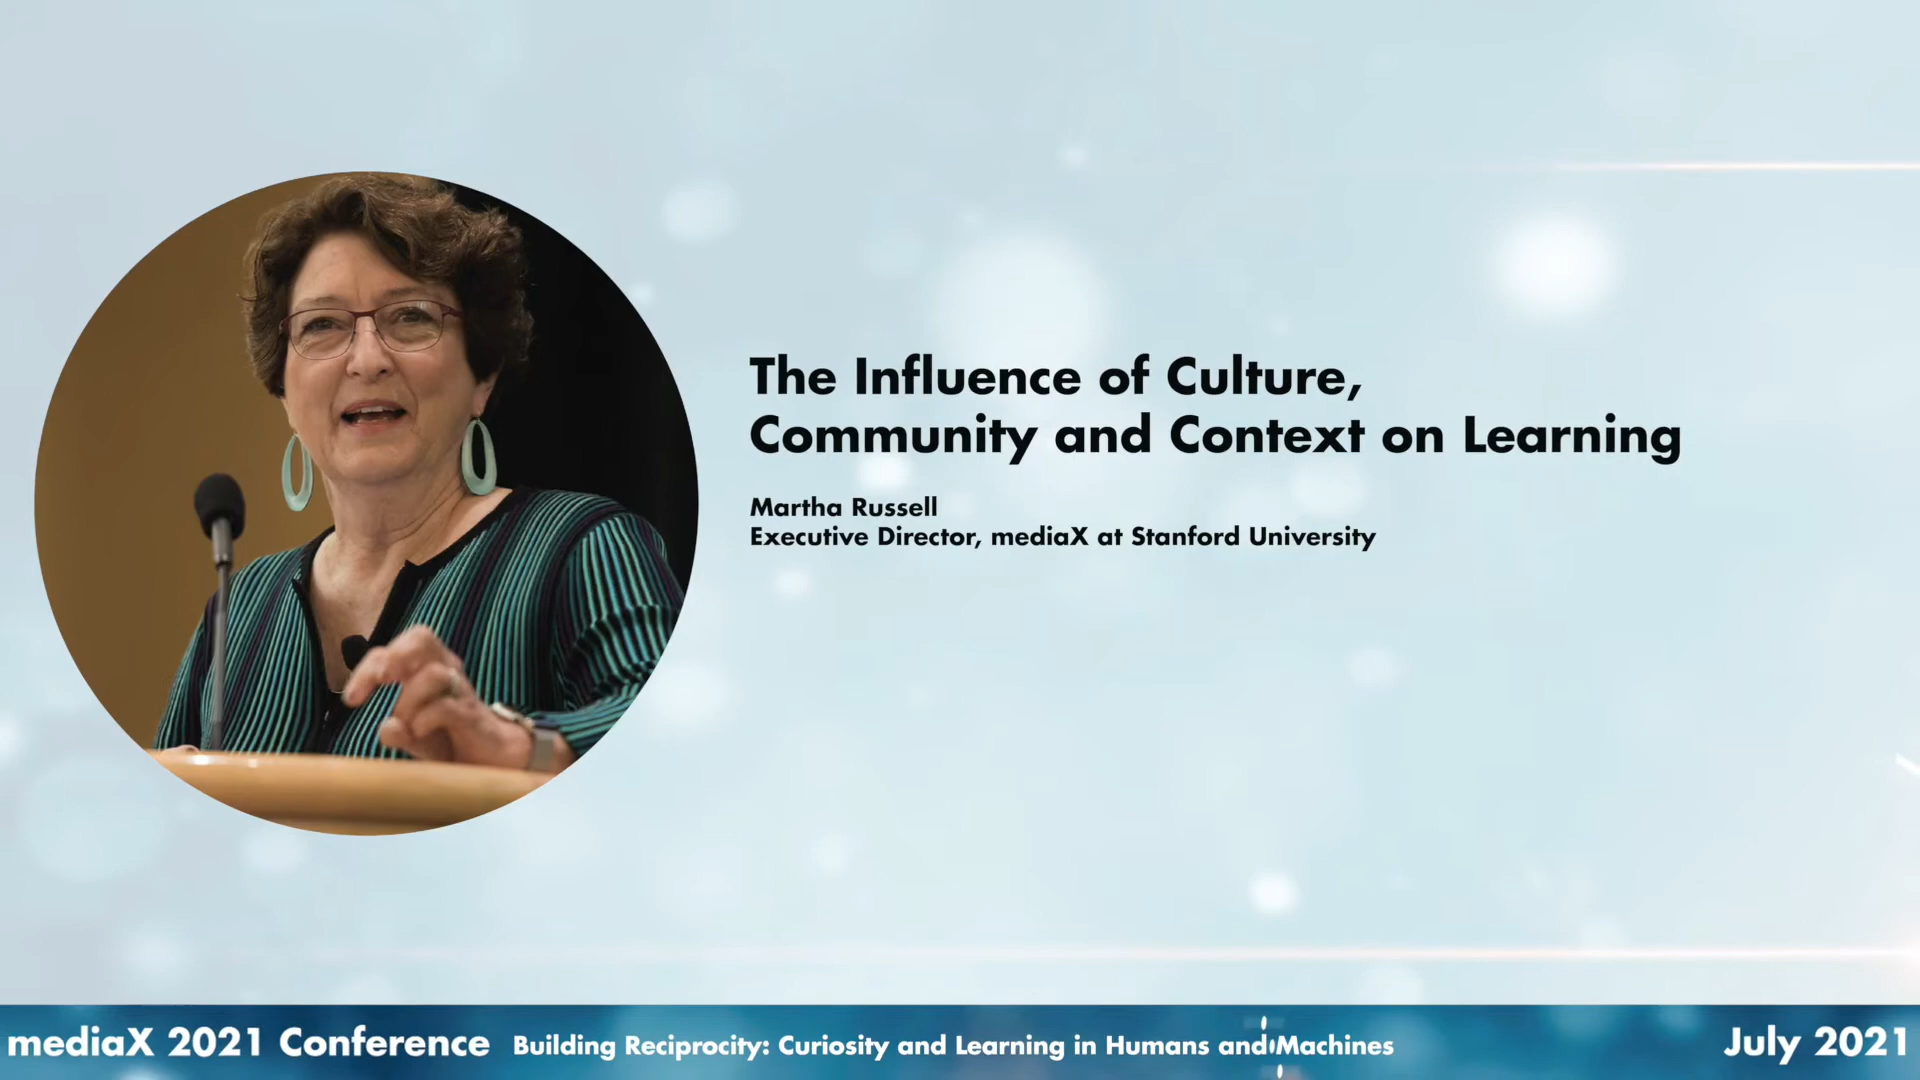 The Influence of Culture,
Community and Context on Learning
Martha Russell
Executive Director, mediaX at Stanford University
mediaX 2021 Conference Building Reciprocity: Curiosity and Learning in Humans and Machines July 2021